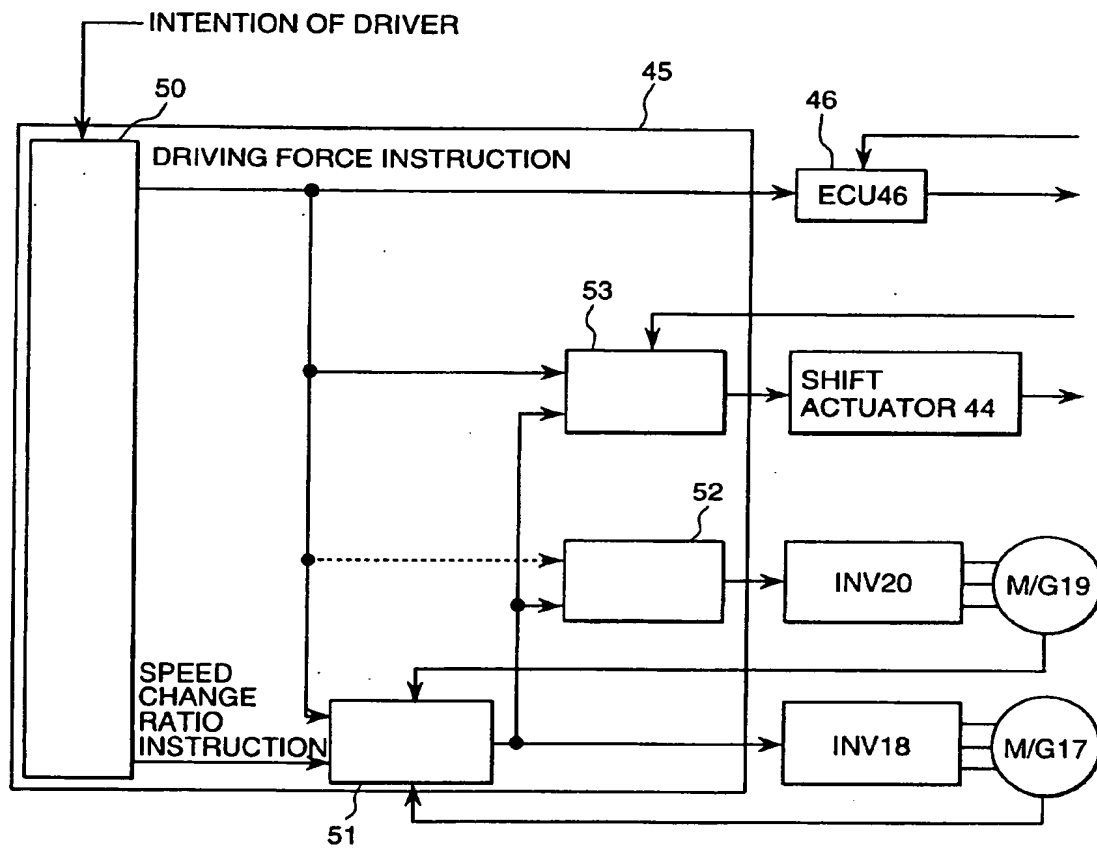 INTENTION OF DRIVER
50
45
46
DRIVING FORCE INSTRUCTION
ECU46
53
SHIFT
ACTUATOR 44
52
INV20
M/G19
SPEED
CHANGE
RATIO
INSTRUCTION
INV18
M/G17
51